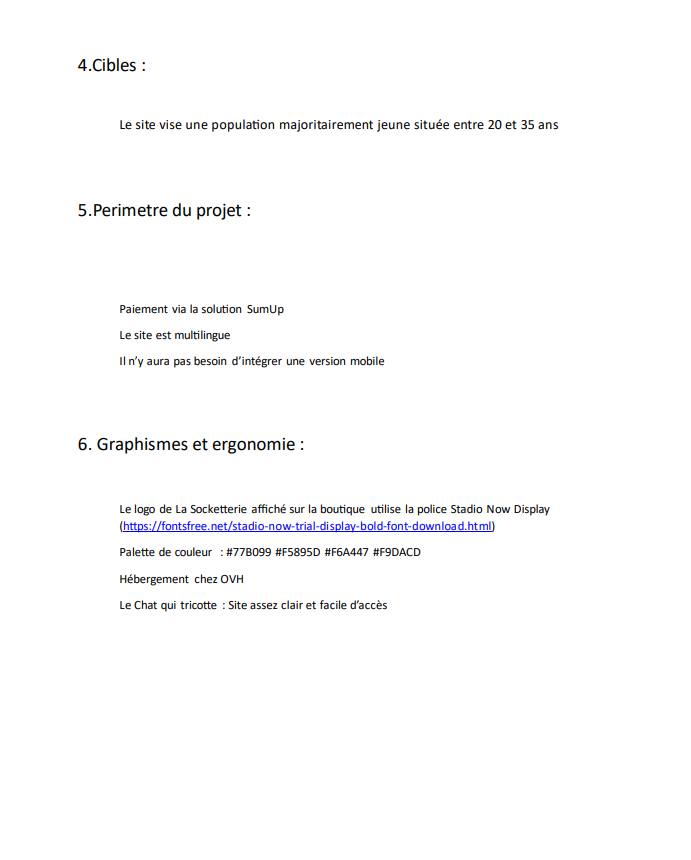 4.Cibles :
Le site vise une population majoritairement jeune située entre 20 et 35 ans
5.Perimetre du projet :
Paiement via la solution SumUp
Le site est multilingue
Il n’y aura pas besoin d’intégrer une version mobile
6. Graphismes et ergonomie :
Le logo de La Socketterie affiché sur la boutique utilise la police Stadio Now Display
(https://fontsfree.net/stadio-now-trial-display-bold-font-download.html)
Palette de couleur : #77B099 #F5895D #F6A447 #F9DACD
Hébergement chez OVH
Le Chat qui tricotte : Site assez clair et facile d’accès